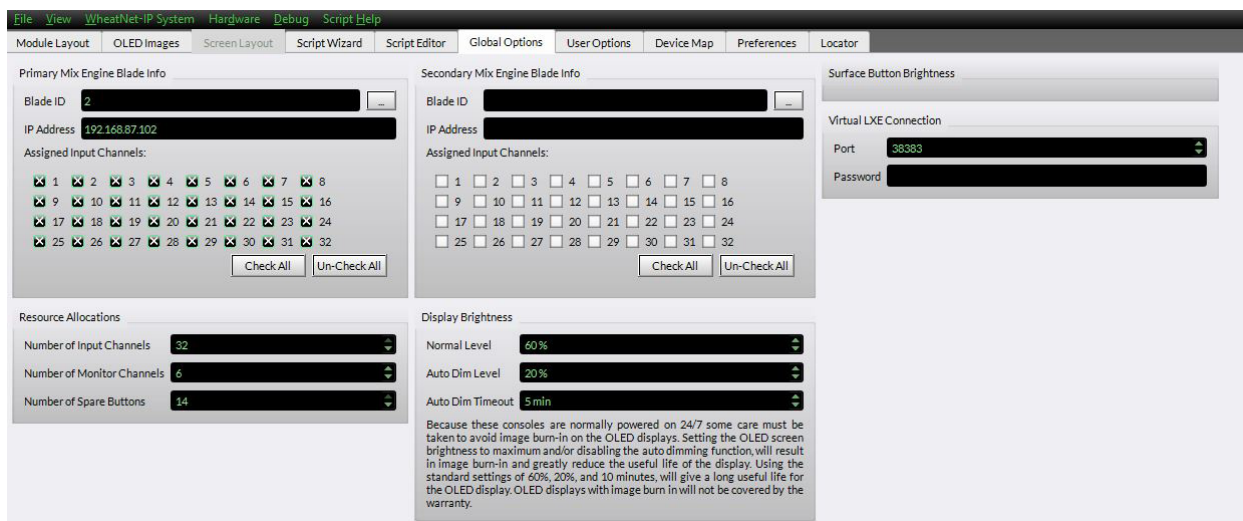 File View WheatNet-IP System Hardware Debug Script Help
Module Layout OLED Images Screen Layout Script Wizard Script Editor Global Options User Options Device Map Preferences Locator
Primary Mix Engine Blade Info
Blade ID 2 ...
IP Address 192.168.87.102
Assigned Input Channels:
1 2 3 4 5 6 7 8
9 10 11 12 13 14 15 16
17 18 19 20 21 22 23 24
25 26 27 28 29 30 31 32
Check All Un-Check All
Secondary Mix Engine Blade Info
Blade ID ...
IP Address
Assigned Input Channels:
1 2 3 4 5 6 7 8
9 10 11 12 13 14 15 16
17 18 19 20 21 22 23 24
25 26 27 28 29 30 31 32
Check All Un-Check All
Surface Button Brightness
Virtual LXE Connection
Port 38383
Password
Resource Allocations
Number of Input Channels 32
Number of Monitor Channels 6
Number of Spare Buttons 14
Display Brightness
Normal Level 60%
Auto Dim Level 20%
Auto Dim Timeout 5 min
Because these consoles are normally powered on 24/7 some care must be
taken to avoid image burn-in on the OLED displays. Setting the OLED screen
brightness to maximum and/or disabling the auto dimming function, will result
in image burn-in and greatly reduce the useful life of the display. Using the
standard settings of 60%, 20%, and 10 minutes, will give a long useful life for
the OLED display. OLED displays with image burn in will not be covered by the
warranty.